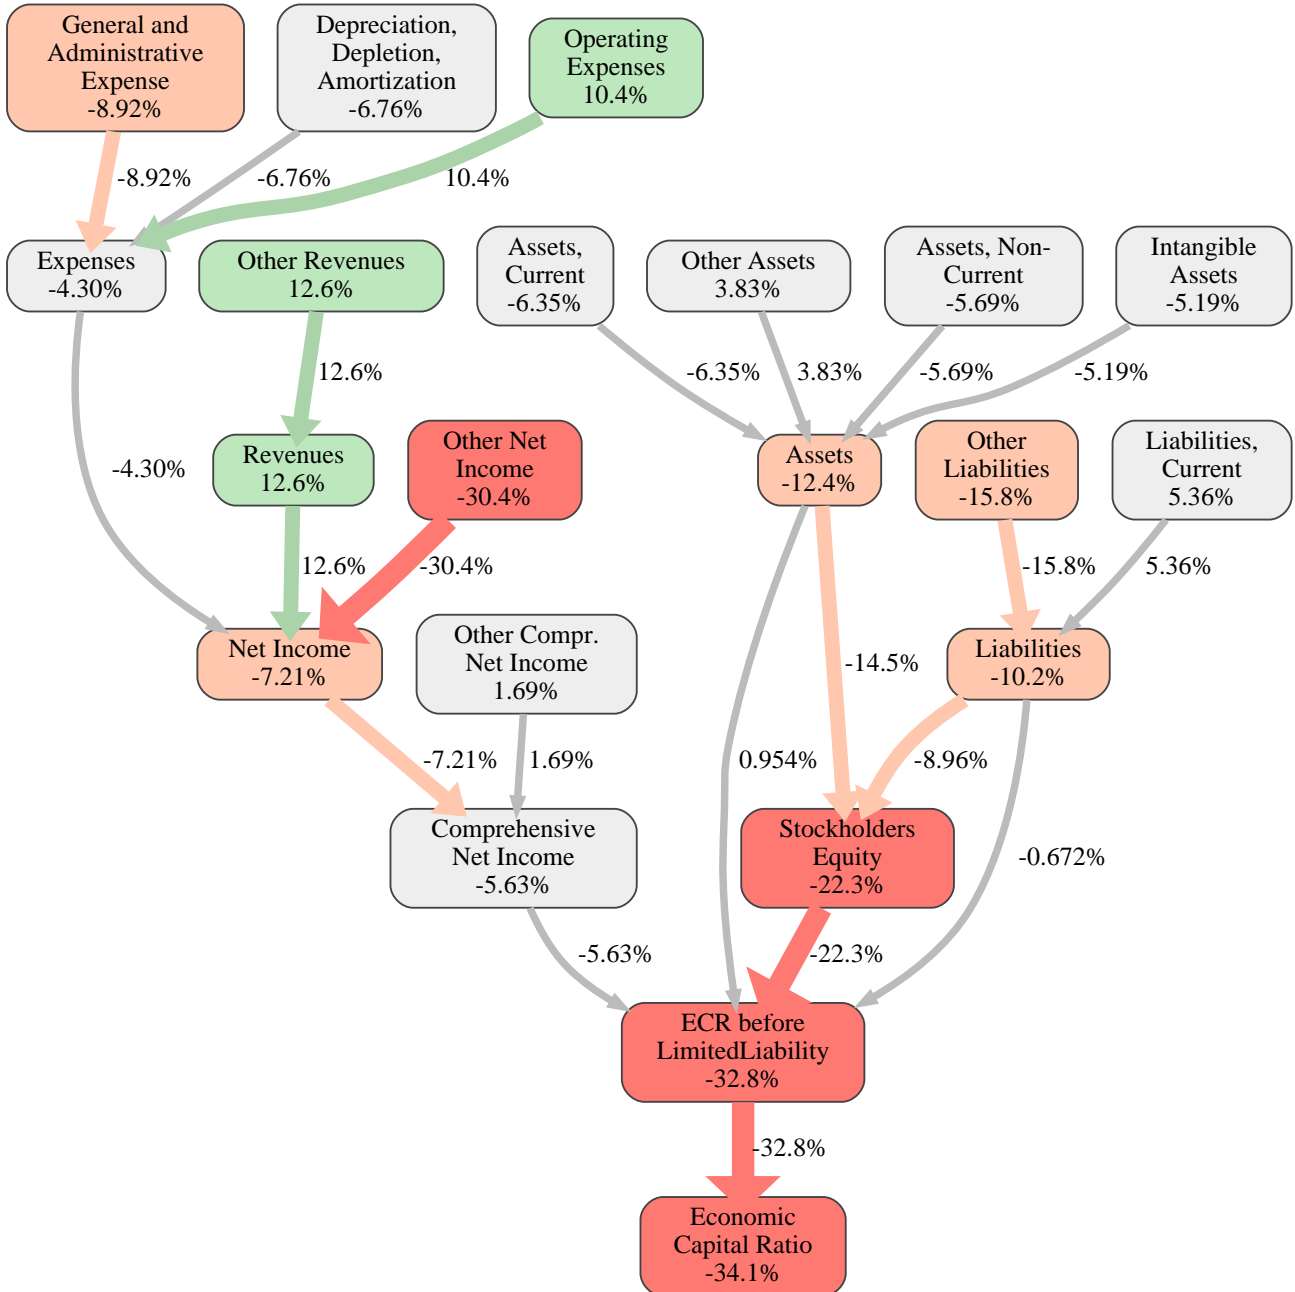 General and
Administrative
Expense
-8.92%
Depreciation,
Depletion,
Amortization
-6.76%
Operating
Expenses
10.4%
-8.92%
-6.76%
10.4%
Expenses
-4.30%
Other Revenues
12.6%
Assets,
Current
-6.35%
Other Assets
3.83%
Assets, Non-
Current
-5.69%
Intangible
Assets
-5.19%
12.6%
-6.35%
3.83%
-5.69%
-5.19%
-4.30%
Revenues
12.6%
Other Net
Income
-30.4%
Assets
-12.4%
Other
Liabilities
-15.8%
Liabilities,
Current
5.36%
12.6%
-30.4%
-15.8%
5.36%
Net Income
-7.21%
Other Compr.
Net Income
1.69%
-14.5%
Liabilities
-10.2%
-7.21%
1.69%
0.954%
-8.96%
Comprehensive
Net Income
-5.63%
Stockholders
Equity
-22.3%
-0.672%
-5.63%
-22.3%
ECR before
LimitedLiability
-32.8%
-32.8%
Economic
Capital Ratio
-34.1%